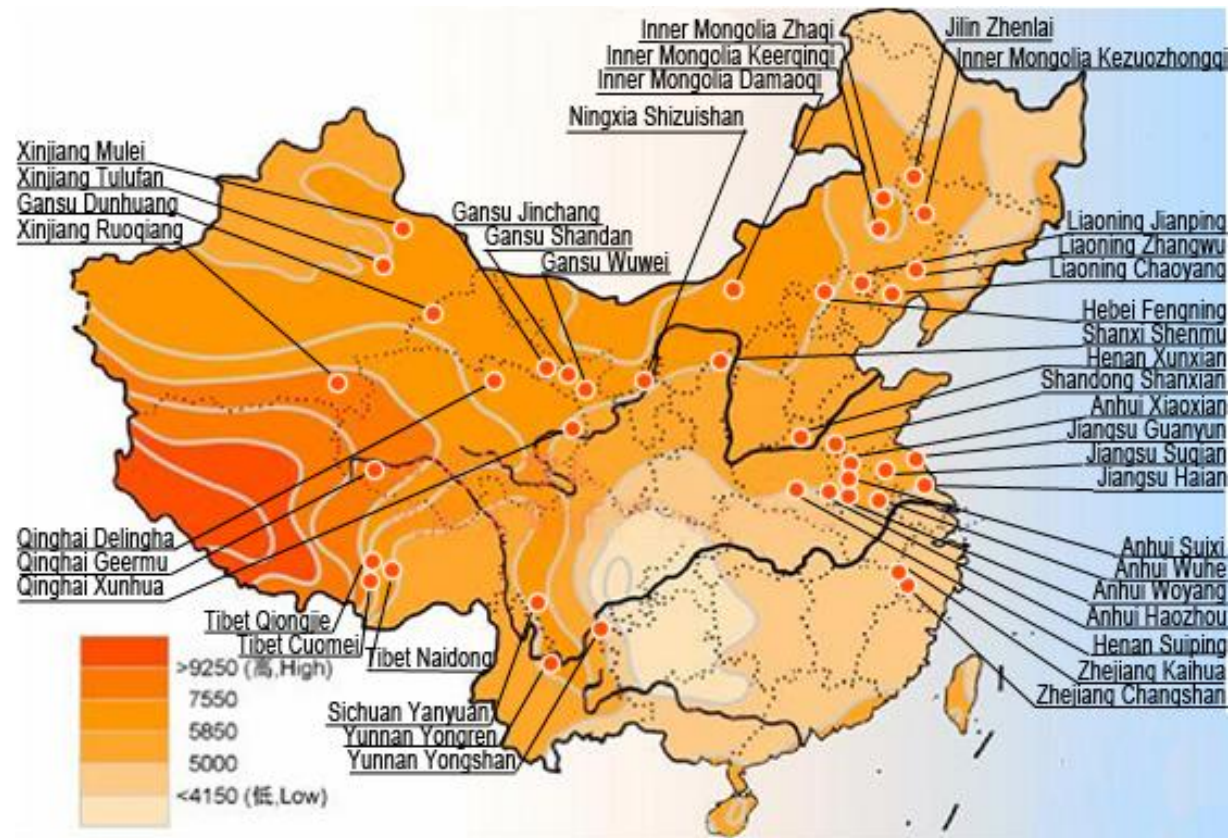 Inner Mongolia Zhaqi
Jilin Zhenlai
Inner Mongolia Keerqinqi
Inner Mongolia Kezuozhongqi
Inner Mongolia Damaoqi
Ningxia Shizuishan
Xinjiang Mulei
Xinjiang Tulufan
Gansu Dunhuang
Xinjiang Ruoqiang
Gansu Jinchang
Gansu Shandan
Gansu Wuwei
Liaoning Jianping
Liaoning Zhangwu
Liaoning Chaoyang
Hebei Fengning
Shanxi Shenmu
Henan Xunxian
Shandong Shanxian
Anhui Xiaoxian
Jiangsu Guanyun
Jiangsu Suqian
Jiangsu Haian
Qinghai Delingha
Qinghai Geermu
Qinghai Xunhua
Anhui Suixi
Anhui Wuhe
Anhui Woyang
Anhui Haozhou
Henan Suiping
Zhejiang Kaihua
Zhejiang Changshan
Tibet Qiongjie
Tibet Cuomei
Tibet Naidong
Sichuan Yanyuan
Yunnan Yongren
Yunnan Yongshan
>9250 (高,High)
7550
5850
5000
<4150 (低,Low)